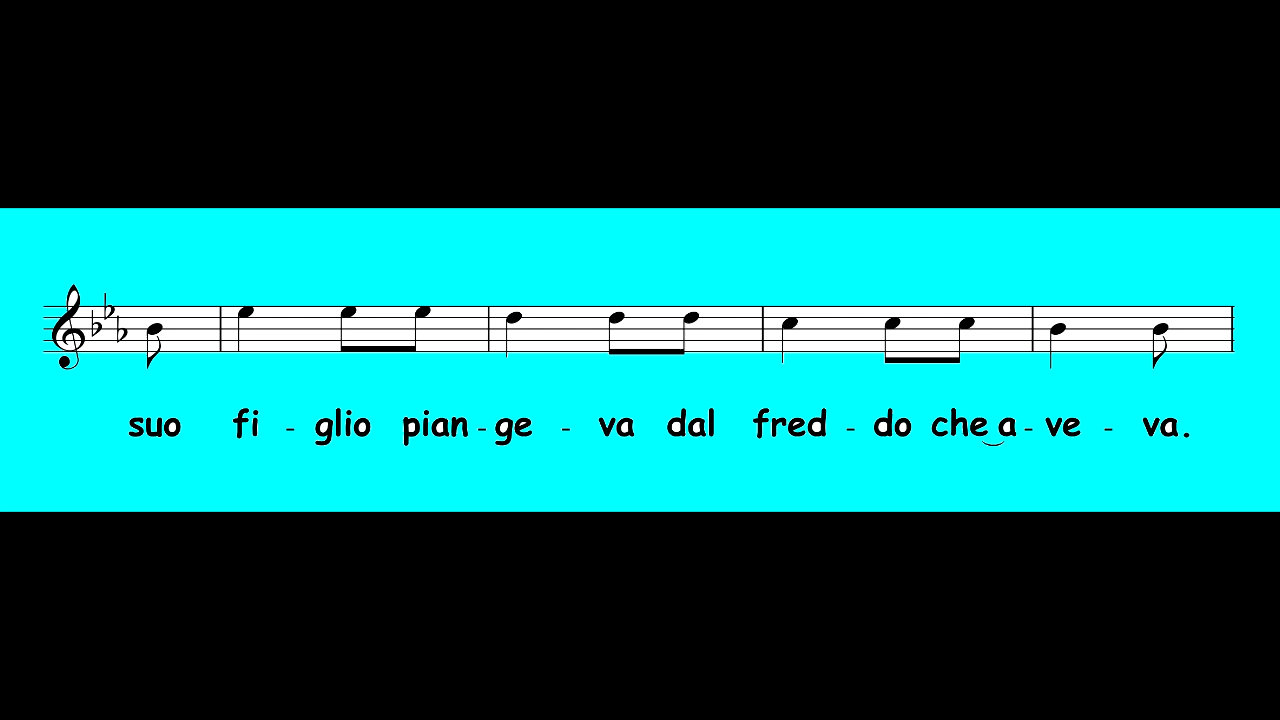 suo fi - glio pian - ge - va dal fred - do che‿a - ve - va.